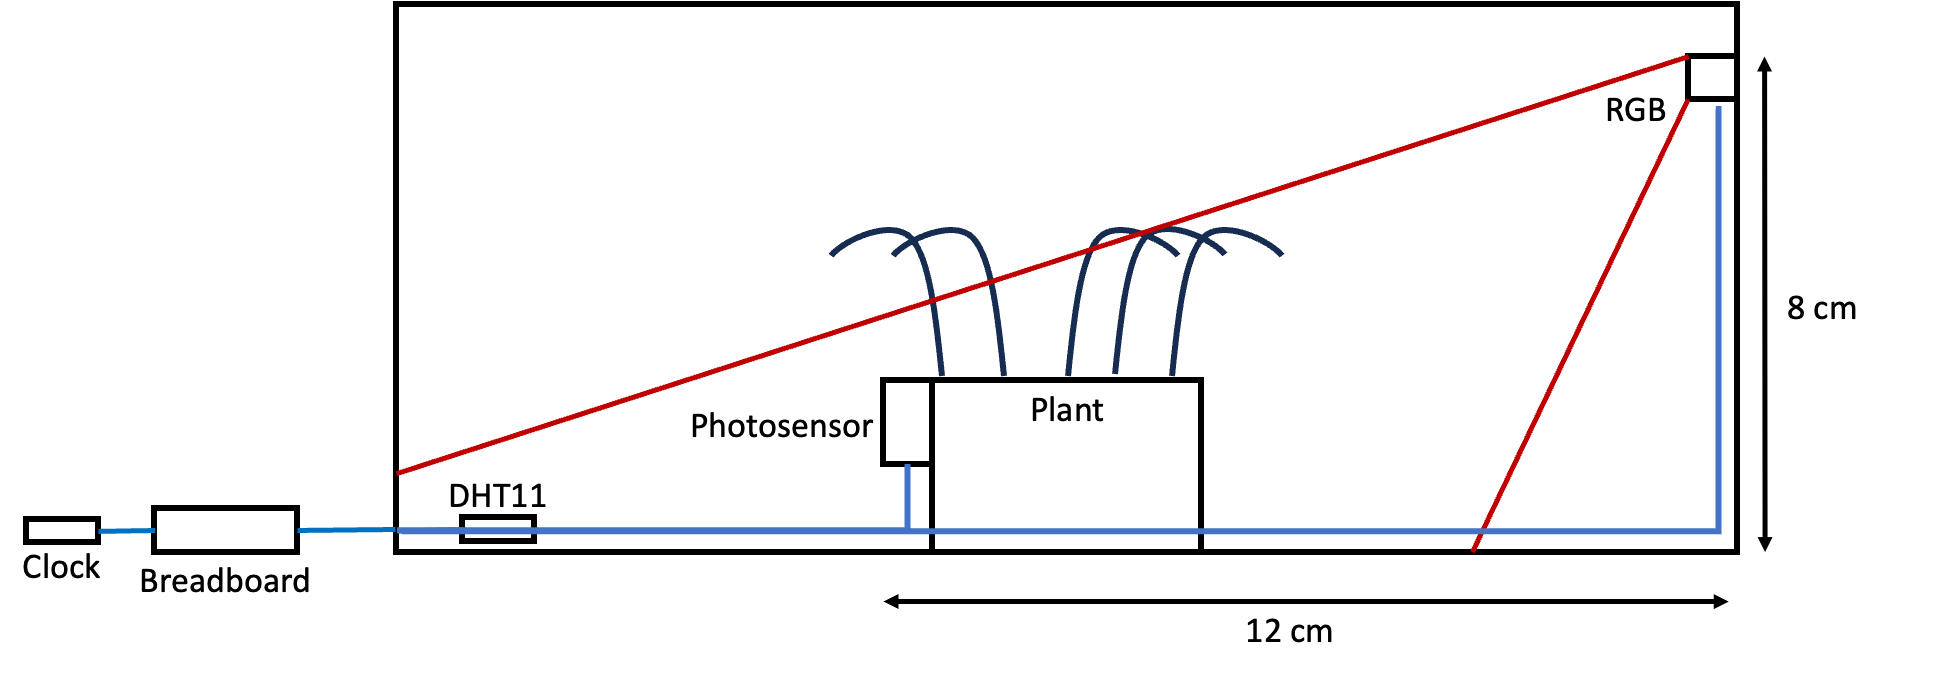 RGB
8 cm
Photosensor
Plant
DHT11
Clock
Breadboard
12 cm